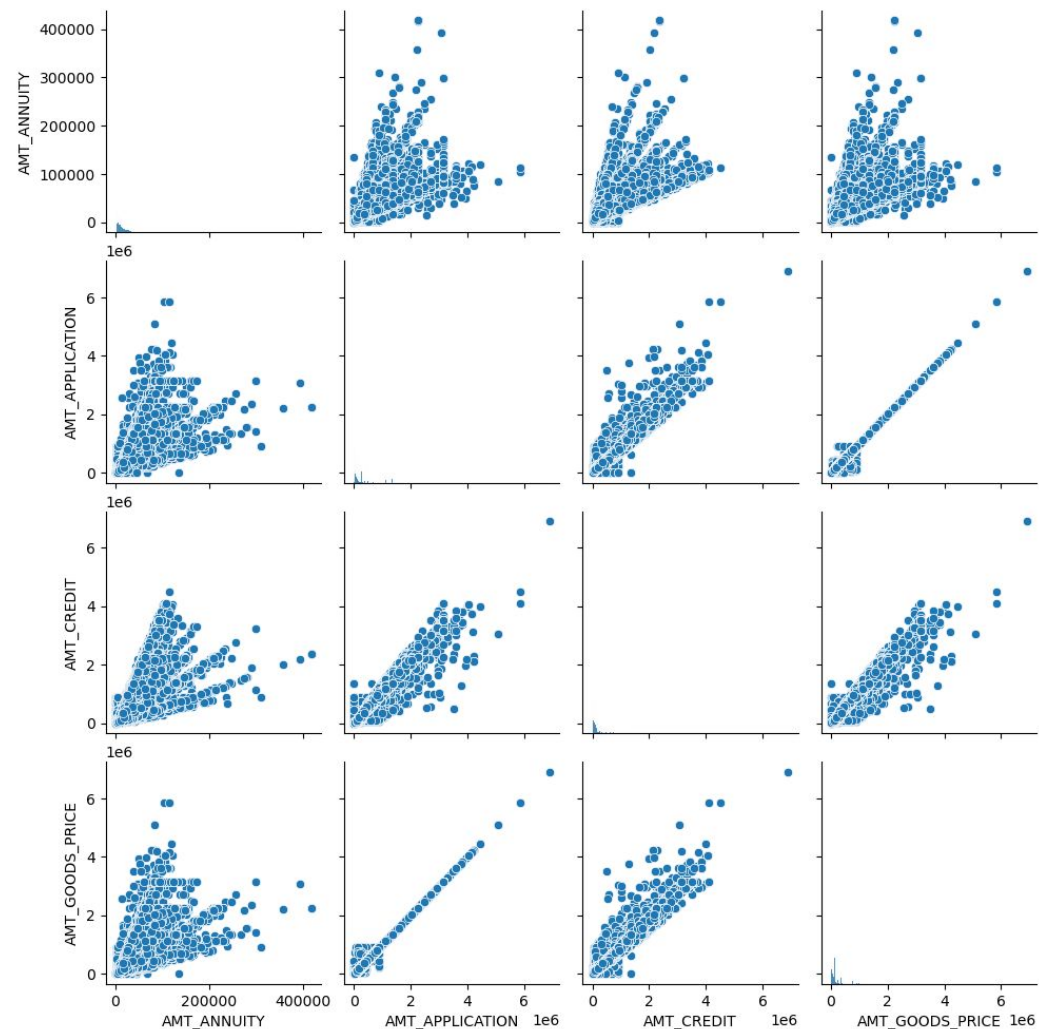 400000
300000
200000
100000
0
AMT_ANNUITY
1e6
6
4
2
0
AMT_APPLICATION
1e6
6
4
2
0
AMT_CREDIT
1e6
6
4
2
0
AMT_GOODS_PRICE
0 200000 400000
AMT_ANNUITY
0 2 4 6
AMT_APPLICATION 1e6
0 2 4 6
AMT_CREDIT 1e6
0 2 4 6
AMT_GOODS_PRICE 1e6